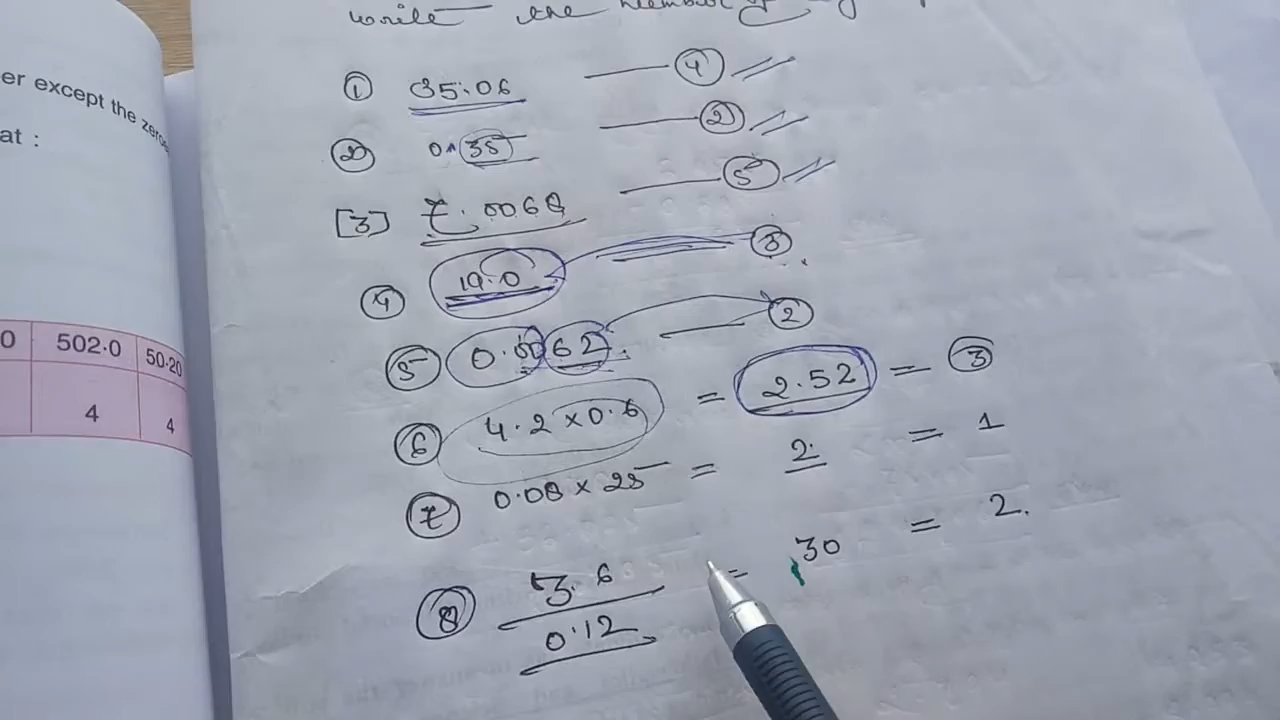 er except the zeroe
at :
0 502·0 50·20
4 4
write the Number of
① 35.06 — ④
② 0.35 — ②
[3] 7.0068 — ⑤
④ 19.0 — ③
⑤ 0.0062. — ②
⑥ 4.2 × 0.6 = 2.52 = ③
⑦ 0.08 × 25 = 2. = 1
⑧ 3.6 = 30 = 2.
0.12